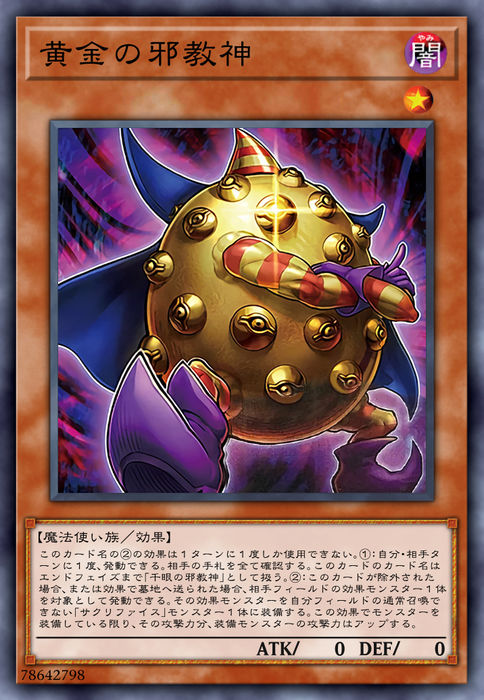 黄金の邪教神
やみ
闇
【魔法使い族／効果】
このカード名の②の効果は１ターンに１度しか使用できない。①：自分・相手ター
ンに１度、発動できる。相手の手札を全て確認する。このカードのカード名は
エンドフェイズまで「千眼の邪教神」として扱う。②：このカードが除外された
場合、または効果で墓地へ送られた場合、相手フィールドの効果モンスター１体
を対象として発動できる。その効果モンスターを自分フィールドの通常召喚で
きない「サクリファイス」モンスター１体に装備する。この効果でモンスターを
装備している限り、その攻撃力分、装備モンスターの攻撃力はアップする。
ATK/ 0 DEF/ 0
78642798